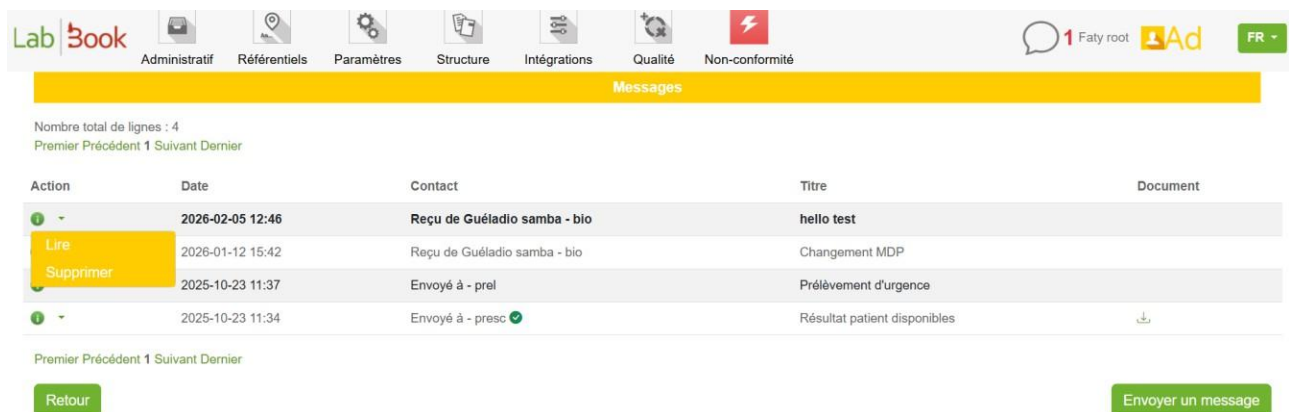 Lab Book
Administratif Référentiels Paramètres Structure Intégrations Qualité Non-conformité
1 Faty root Ad FR
Messages
Nombre total de lignes : 4
Premier Précédent 1 Suivant Dernier
Action Date Contact Titre Document
2026-02-05 12:46 Reçu de Guéladio samba - bio hello test
Lire
2026-01-12 15:42 Reçu de Guéladio samba - bio Changement MDP
Supprimer
2025-10-23 11:37 Envoyé à - prel Prélèvement d'urgence
2025-10-23 11:34 Envoyé à - presc Résultat patient disponibles
Premier Précédent 1 Suivant Dernier
Retour Envoyer un message